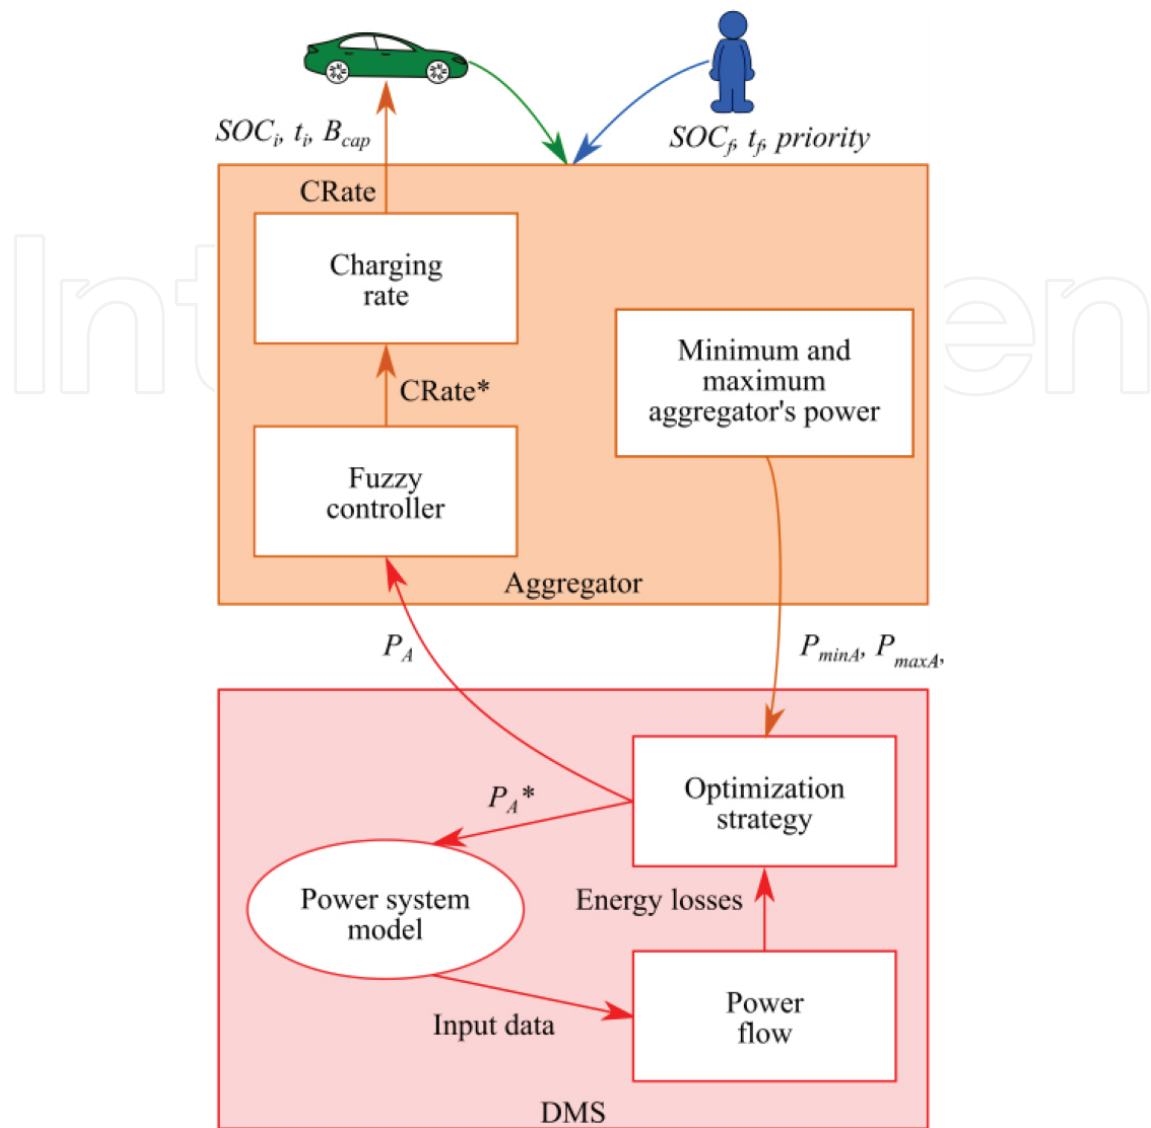 SOCi, ti, Bcap
SOCf, tf, priority
CRate
Charging
rate
Minimum and
maximum
aggregator's power
CRate*
Fuzzy
controller
Aggregator
PA
PminA, PmaxA,
Optimization
strategy
PA*
Power system
model
Energy losses
Power
flow
Input data
DMS